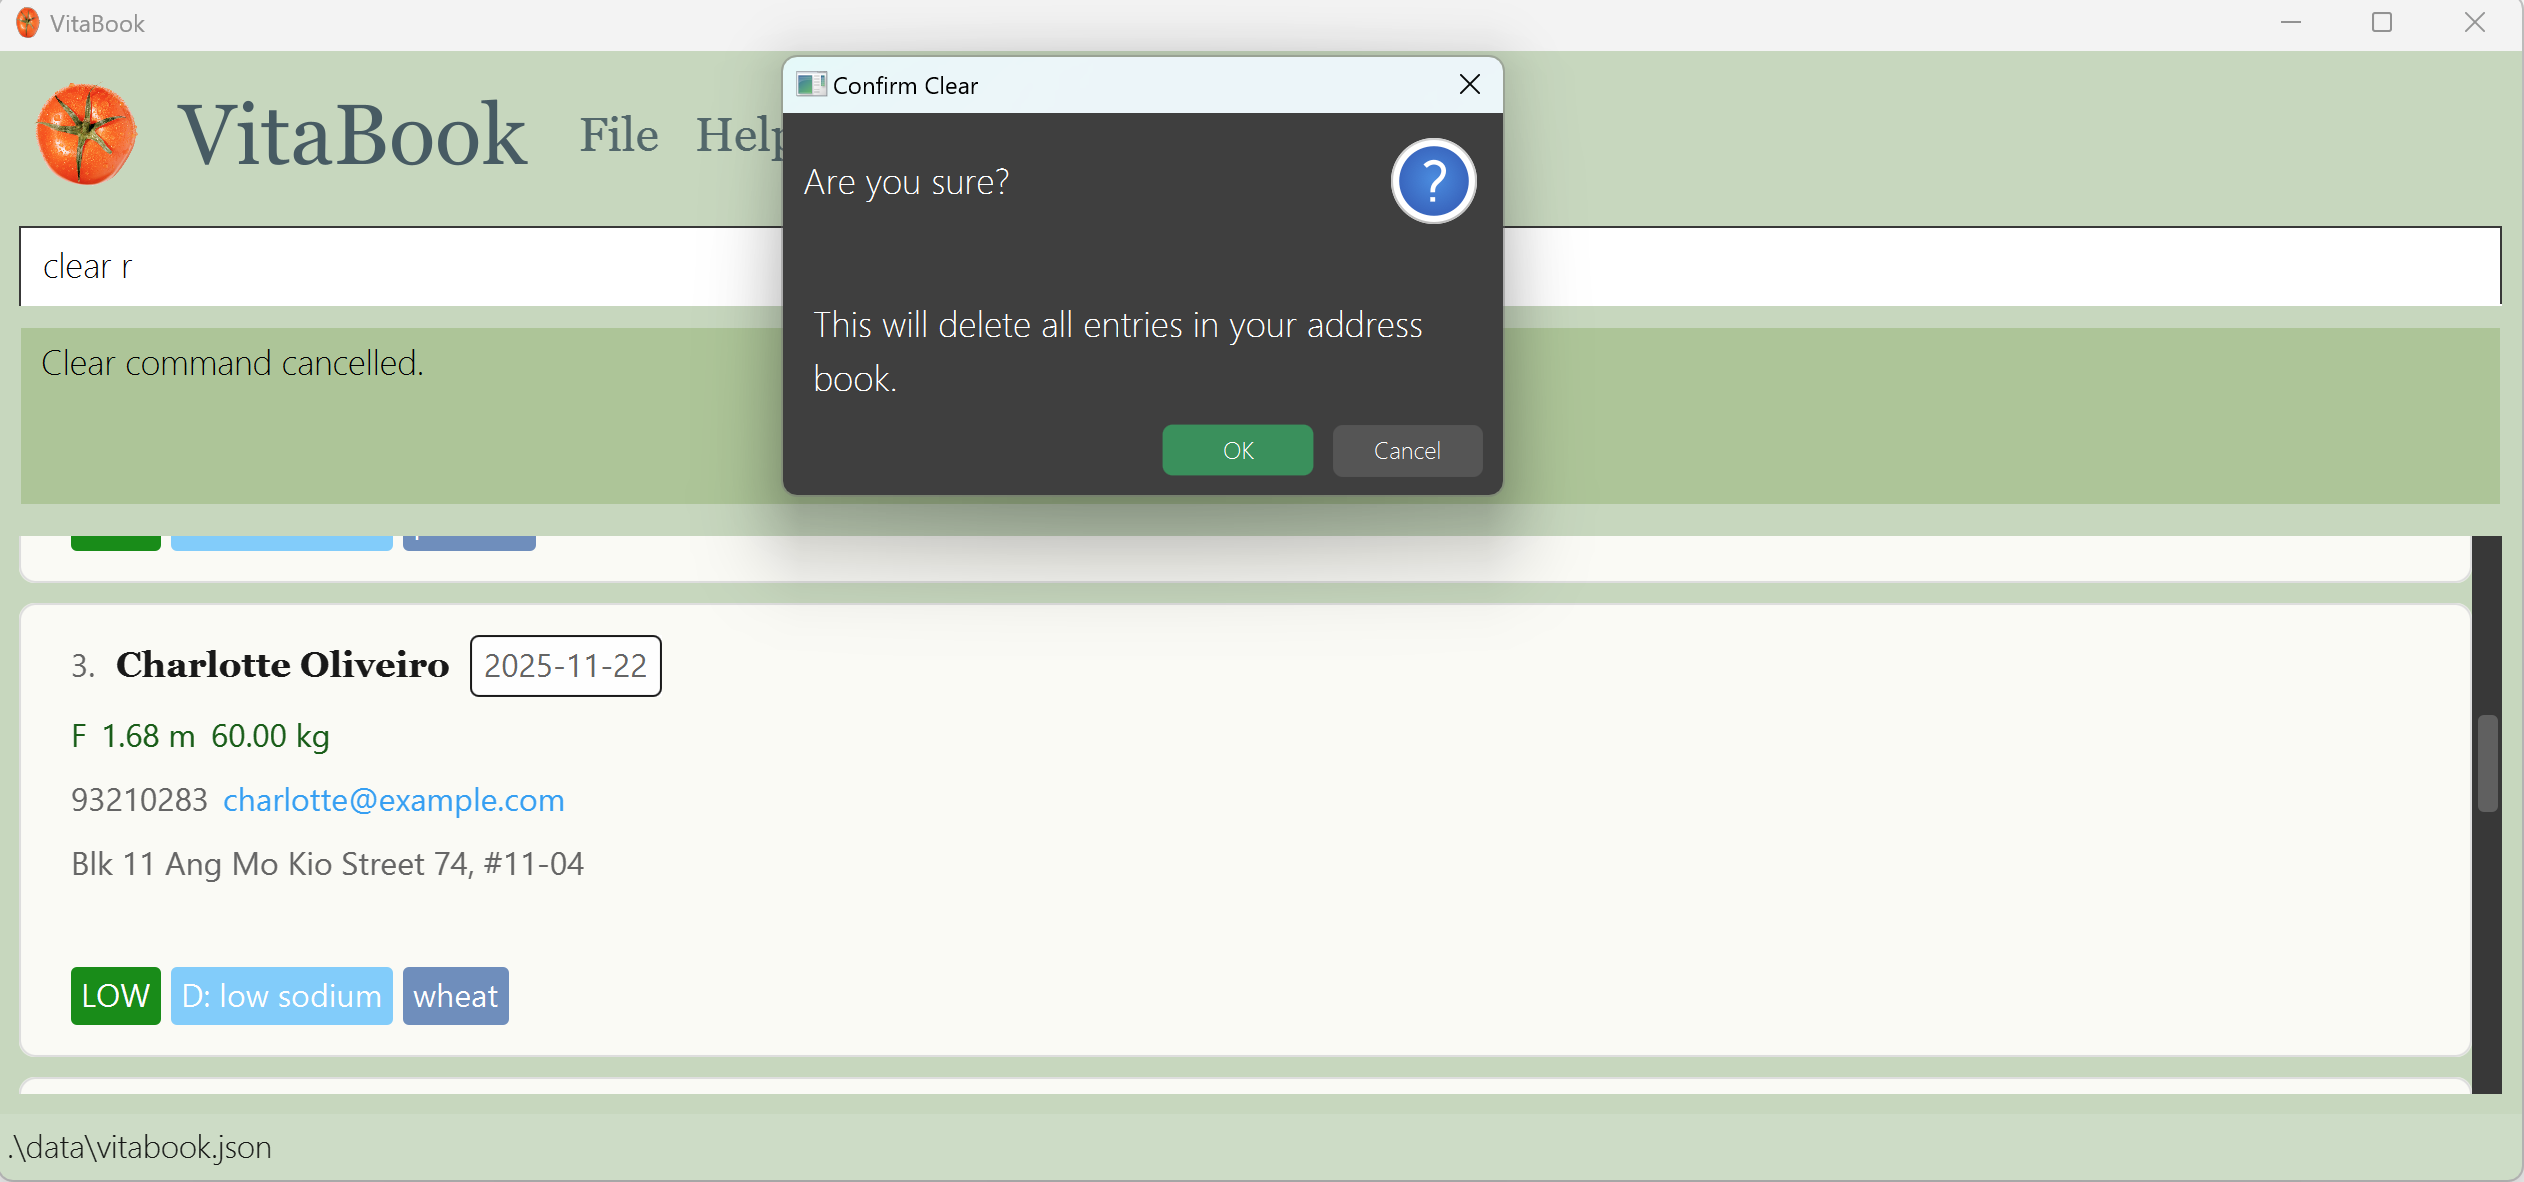 VitaBook
VitaBook File Help
Confirm Clear
Are you sure?
?
This will delete all entries in your address
book.
OK Cancel
clear r
Clear command cancelled.
3. Charlotte Oliveiro 2025-11-22
F 1.68 m 60.00 kg
93210283 charlotte@example.com
Blk 11 Ang Mo Kio Street 74, #11-04
LOW D: low sodium wheat
.\data\vitabook.json